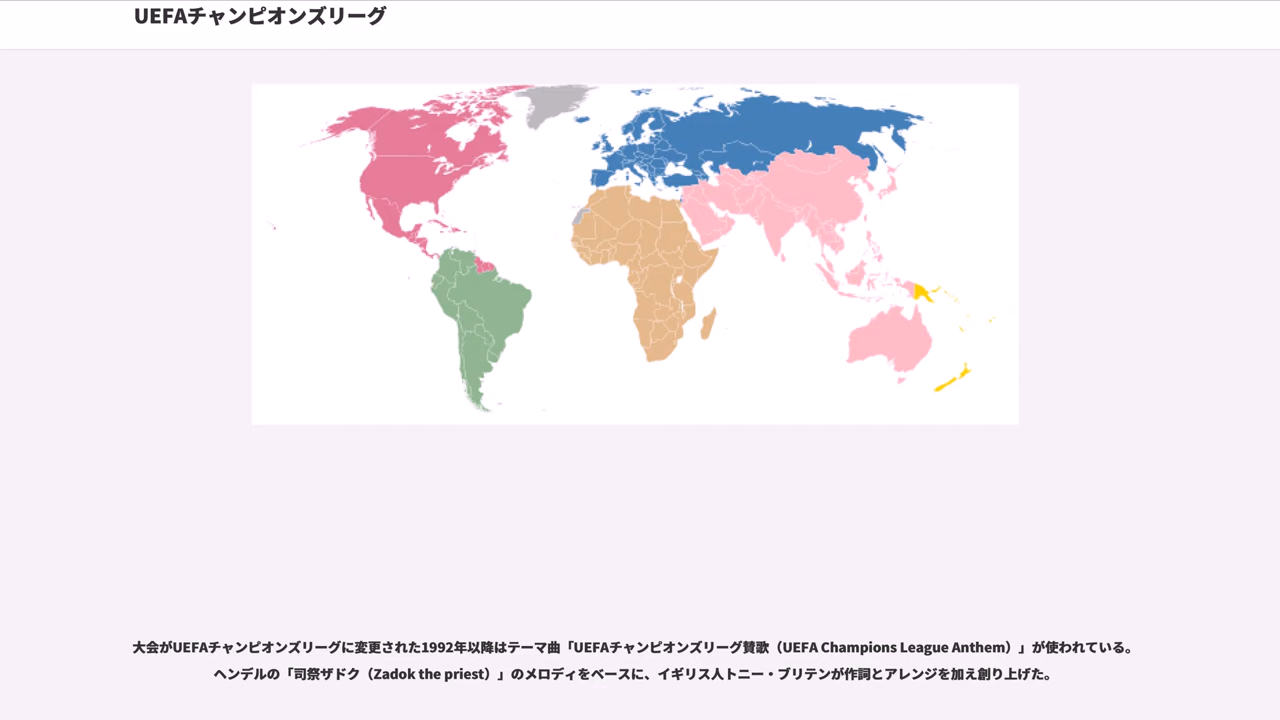 UEFAチャンピオンズリーグ
大会がUEFAチャンピオンズリーグに変更された1992年以降はテーマ曲「UEFAチャンピオンズリーグ賛歌（UEFA Champions League Anthem）」が使われている。
ヘンデルの「司祭ザドク（Zadok the priest）」のメロディをベースに、イギリス人トニー・ブリテンが作詞とアレンジを加え創り上げた。